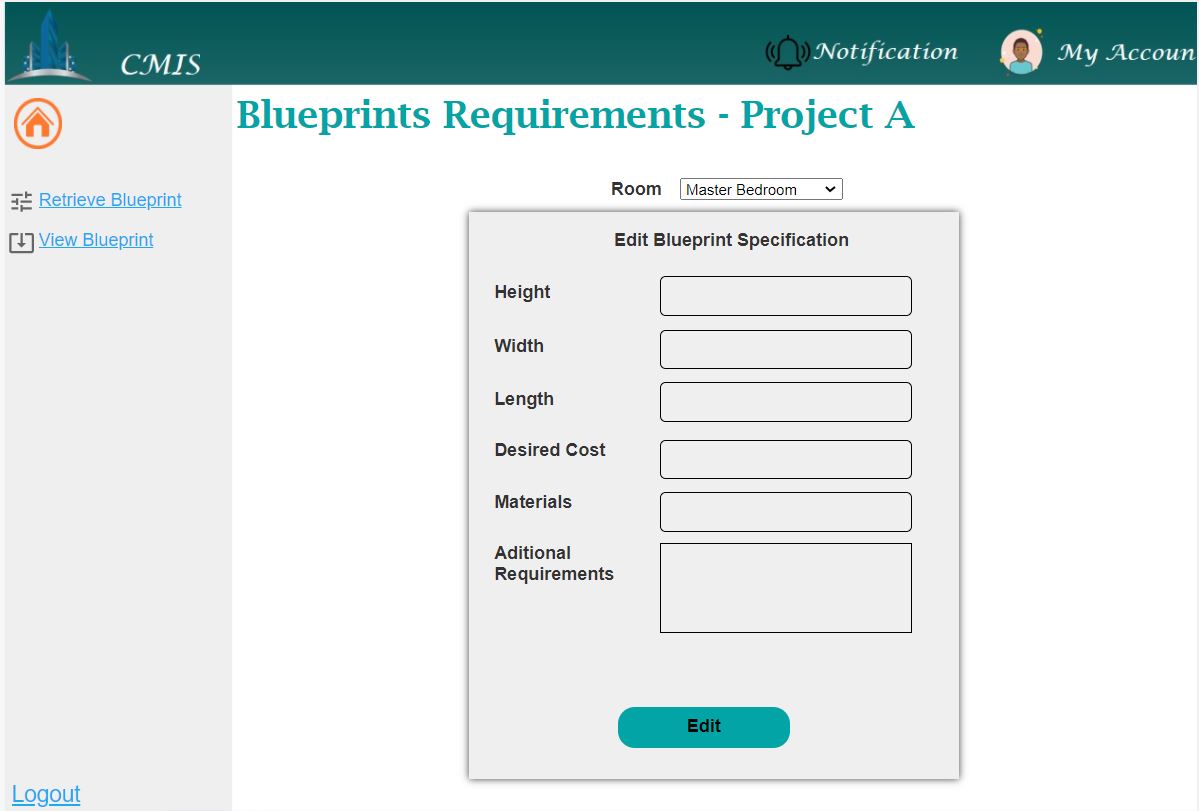 CMIS
Notification
My Accoun
Blueprints Requirements - Project A
Retrieve Blueprint
View Blueprint
Room Master Bedroom
Edit Blueprint Specification
Height
Width
Length
Desired Cost
Materials
Aditional
Requirements
Edit
Logout